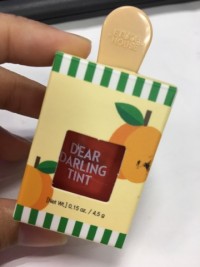 DEAR
DARLING
TINT
[Net Wt.] 0.15 oz. / 4.5 g